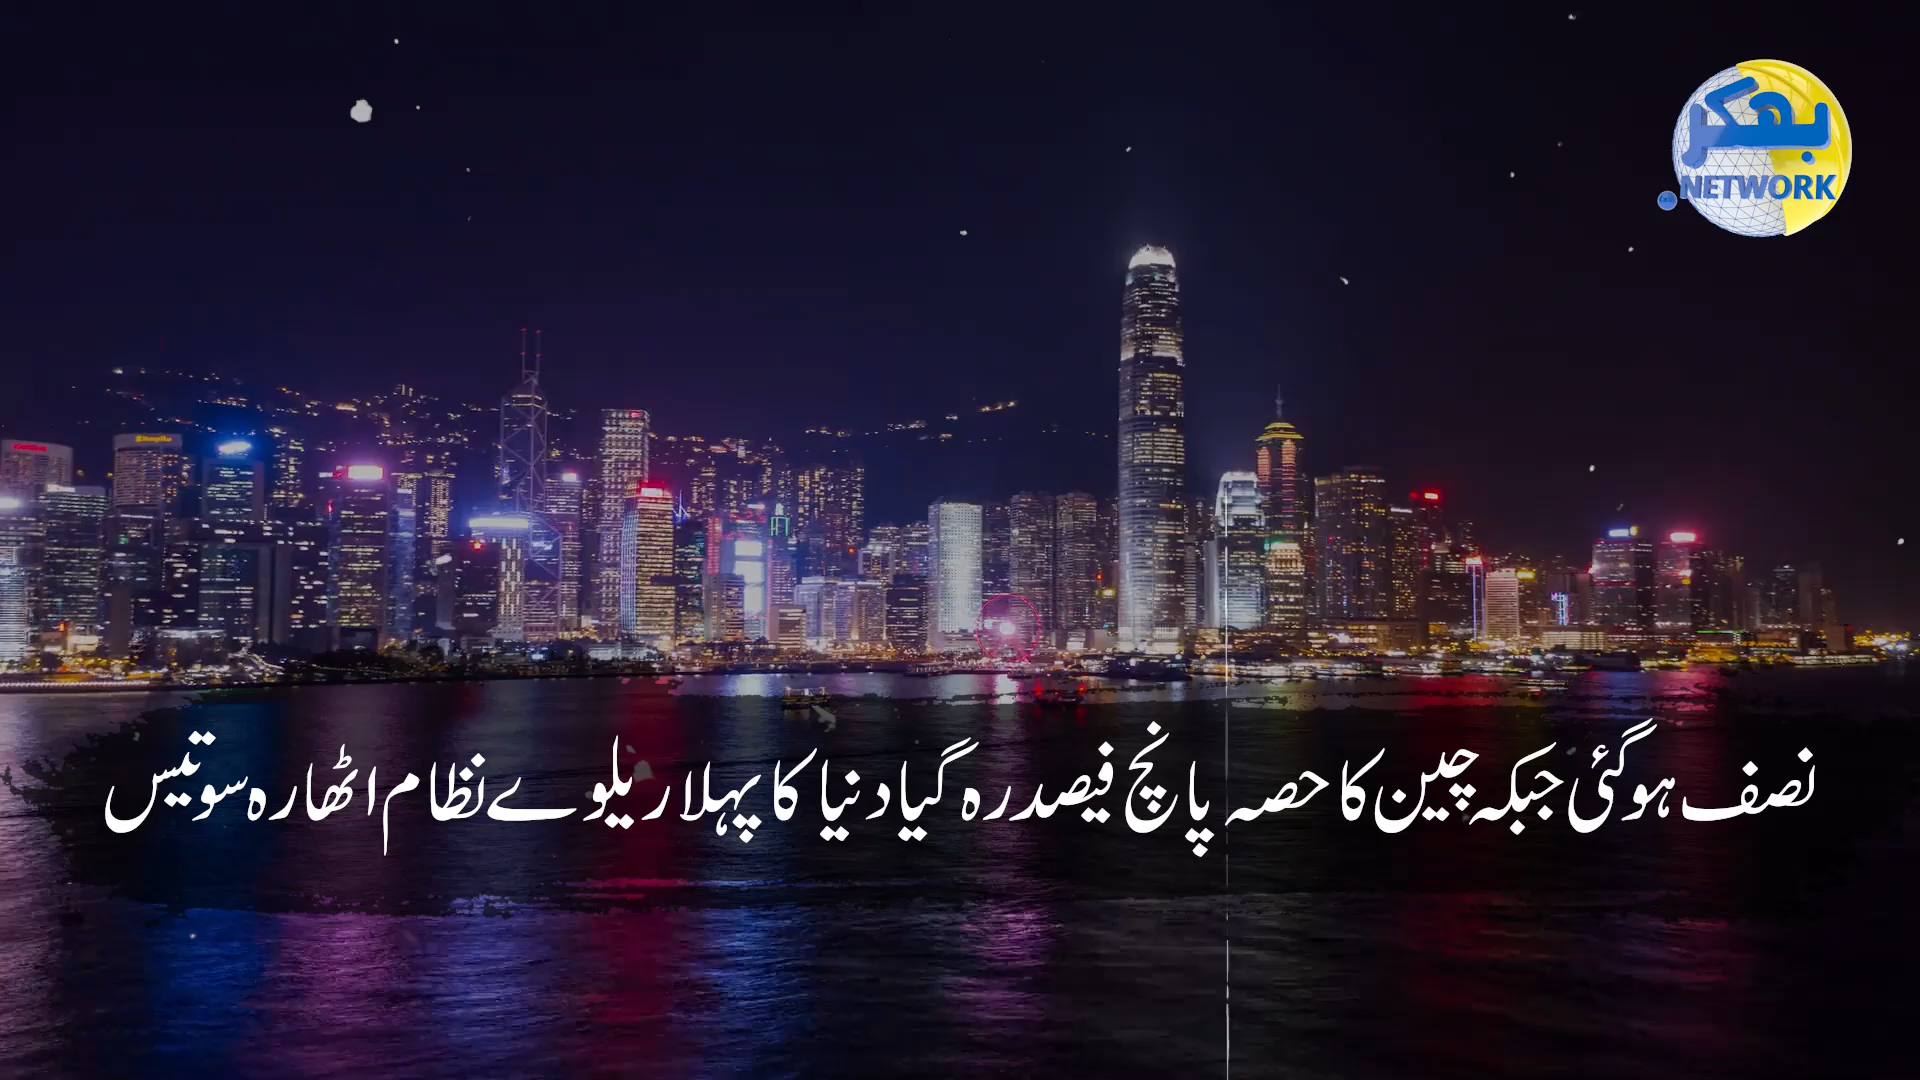 بھکر
NETWORK
نصف ہوگئی جبکہ چین کا حصہ پانچ فیصد رہ گیا دنیا کا پہلا ریلوے نظام اٹھارہ سو تیس